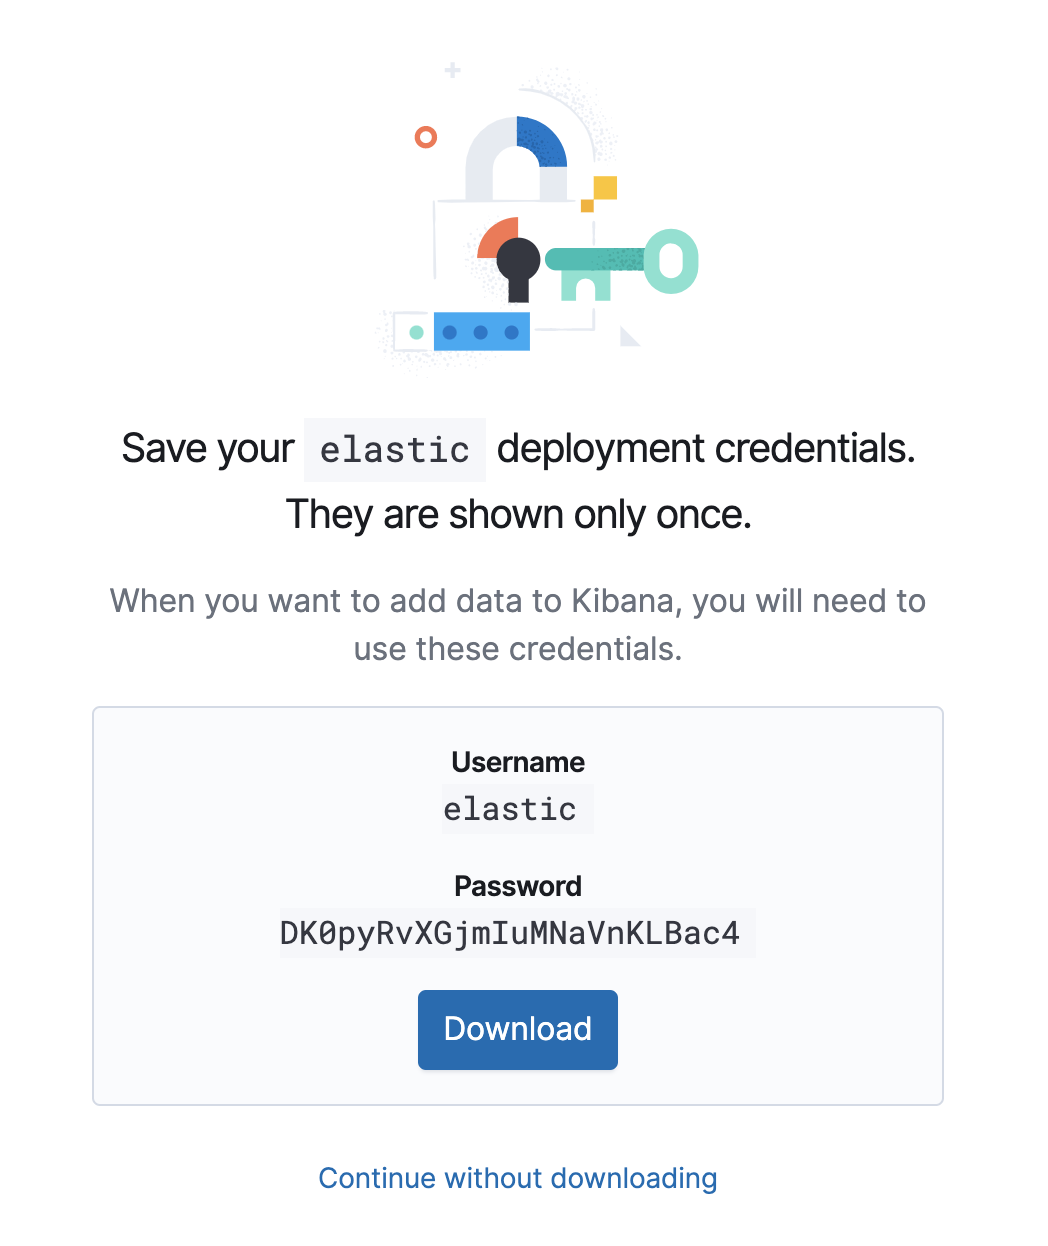 Save your elastic deployment credentials.
They are shown only once.
When you want to add data to Kibana, you will need to
use these credentials.
Username
elastic
Password
DK0pyRvXGjmIuMNaVnKLBac4
Download
Continue without downloading